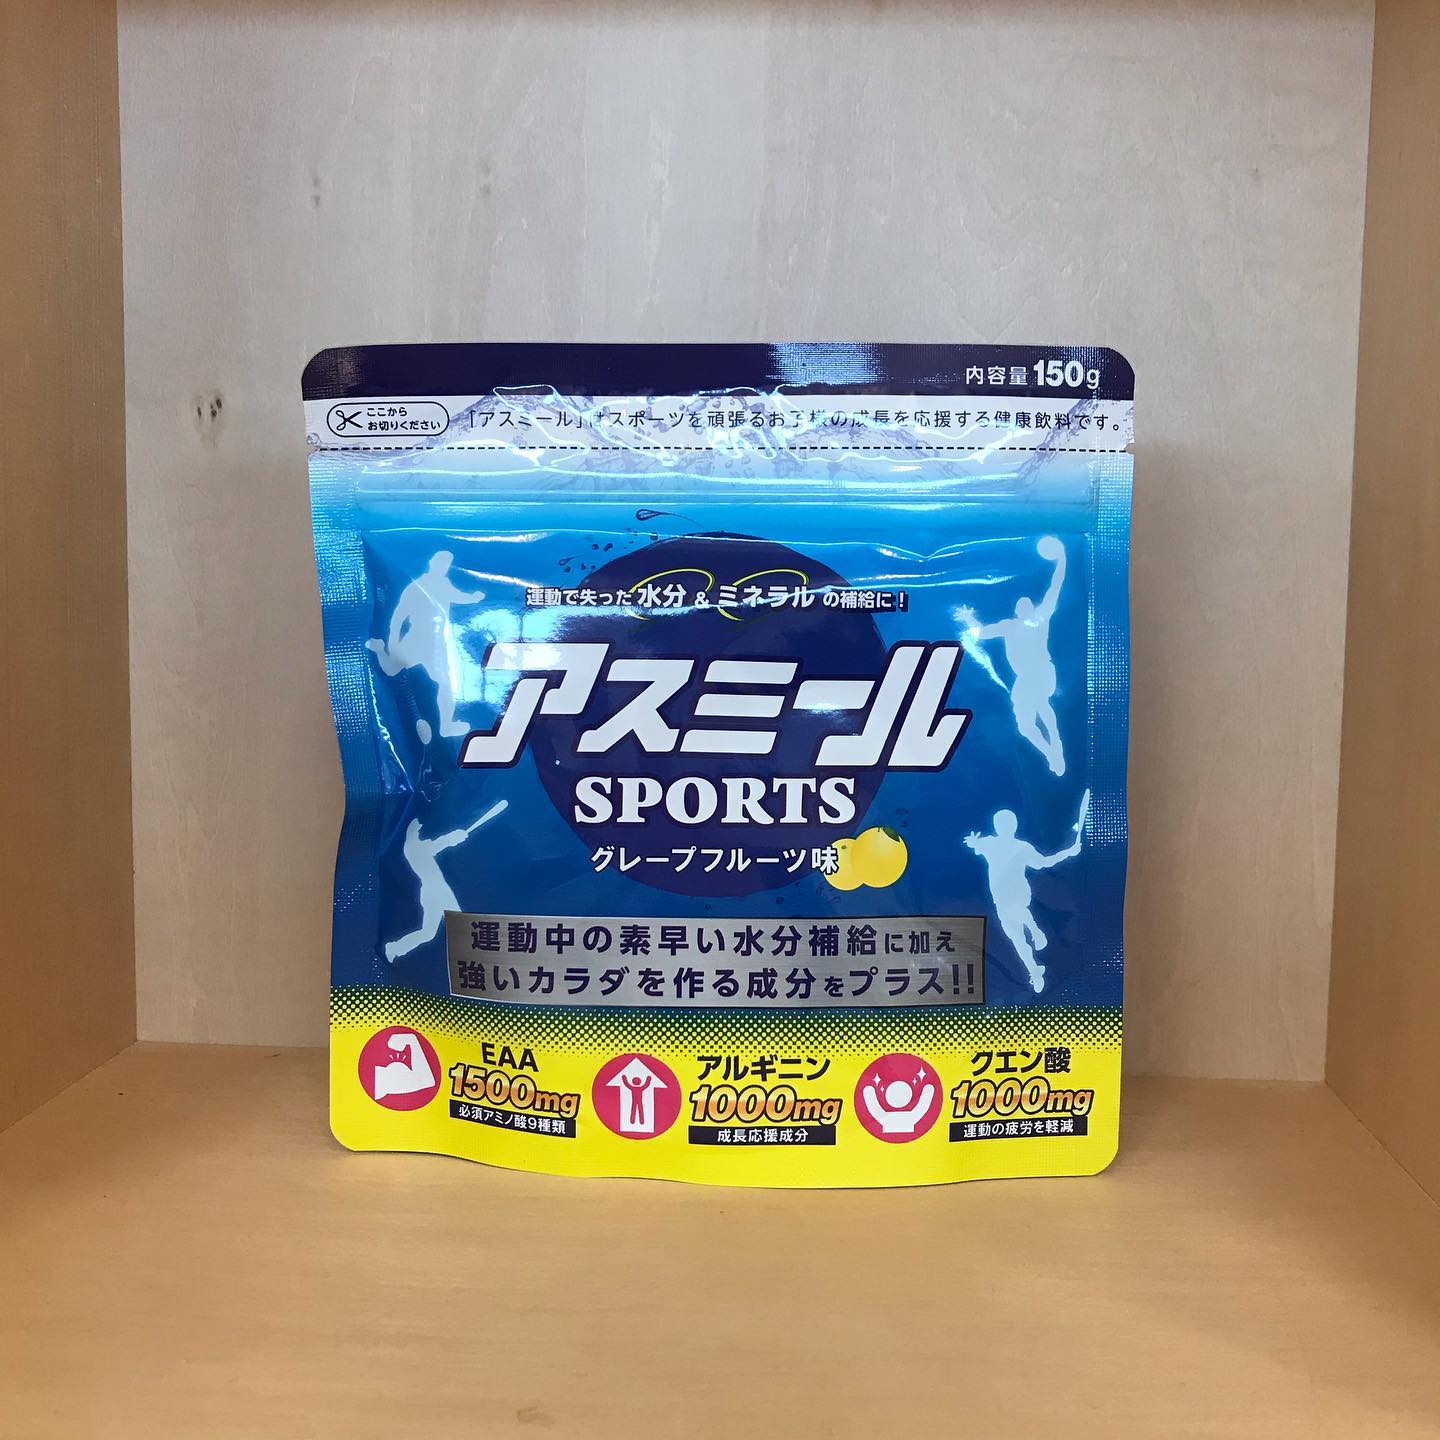 内容量 150g
ここから
お切りください
「アスミール」はスポーツを頑張るお子様の成長を応援する健康飲料です。
運動で失った 水分 & ミネラル の補給に！
アスミール
SPORTS
グレープフルーツ味
運動中の素早い水分補給に加え
強いカラダを作る成分をプラス!!
EAA
1500mg
必須アミノ酸9種類
アルギニン
1000mg
成長応援成分
クエン酸
1000mg
運動の疲労を軽減